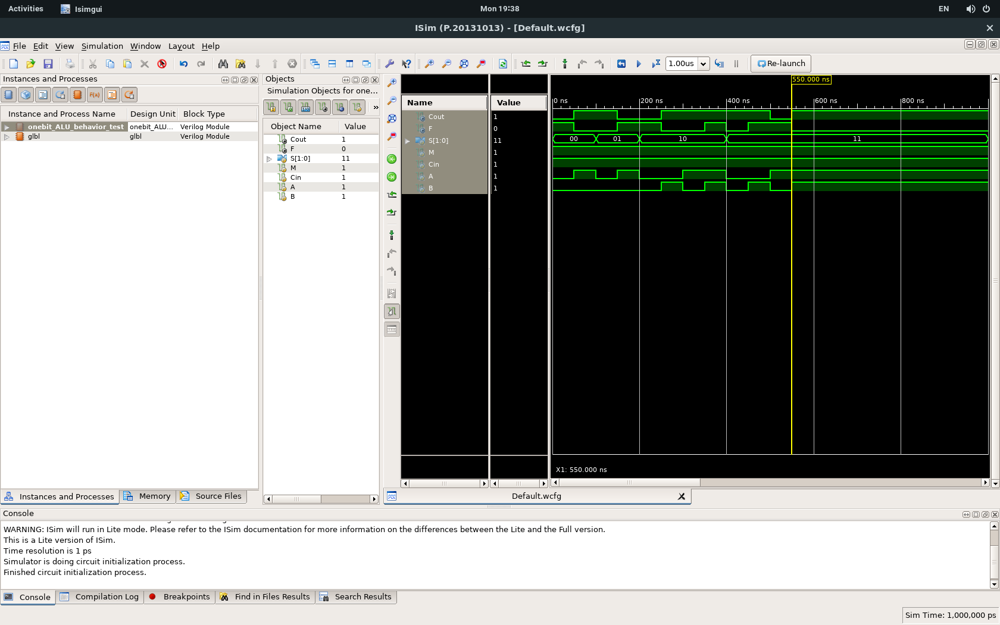 Activities
Isimgui
Mon 19:38
EN
ISim (P.20131013) - [Default.wcfg]
File Edit View Simulation Window Layout Help
1.00us
Re-launch
Instances and Processes
Instance and Process Name Design Unit Block Type
onebit_ALU_behavior_test onebit_ALU... Verilog Module
glbl glbl Verilog Module
Instances and Processes Memory Source Files
Objects
Simulation Objects for one...
»
Object Name Value
Cout 1
F 0
S[1:0] 11
M 1
Cin 1
A 1
B 1
Name Value
Cout 1
F 0
S[1:0] 11
M 1
Cin 1
A 1
B 1
550.000 ns
0 ns 200 ns 400 ns 600 ns 800 ns
00 01 10 11
X1: 550.000 ns
Default.wcfg
Console
WARNING: ISim will run in Lite mode. Please refer to the ISim documentation for more information on the differences between the Lite and the Full version.
This is a Lite version of ISim.
Time resolution is 1 ps
Simulator is doing circuit initialization process.
Finished circuit initialization process.
Console Compilation Log Breakpoints Find in Files Results Search Results
Sim Time: 1,000,000 ps